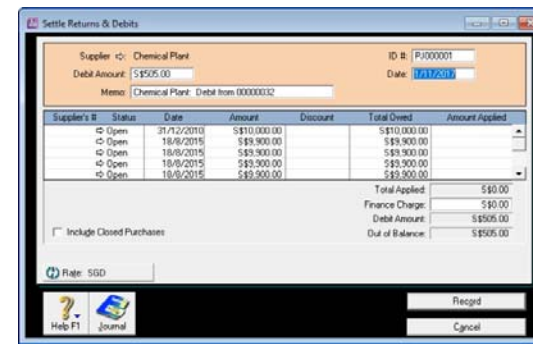 Settle Returns & Debits
Supplier ⇨: Chemical Plant
ID #: PJ000001
Debit Amount: S$505.00
Date: 1/11/2017
Memo: Chemical Plant: Debit from 00000032
Supplier's # Status Date Amount Discount Total Owed Amount Applied
⇨ Open 31/12/2010 S$10,000.00 S$10,000.00
⇨ Open 18/8/2015 S$9,900.00 S$9,900.00
⇨ Open 18/8/2015 S$9,900.00 S$9,900.00
⇨ Open 18/8/2015 S$9,900.00 S$9,900.00
⇨ Open 18/8/2015 S$9,900.00 S$9,900.00
Total Applied: S$0.00
Finance Charge: S$0.00
Debit Amount: S$505.00
Include Closed Purchases
Out of Balance: S$505.00
Rate: SGD
Help F1
Journal
Record
Cancel